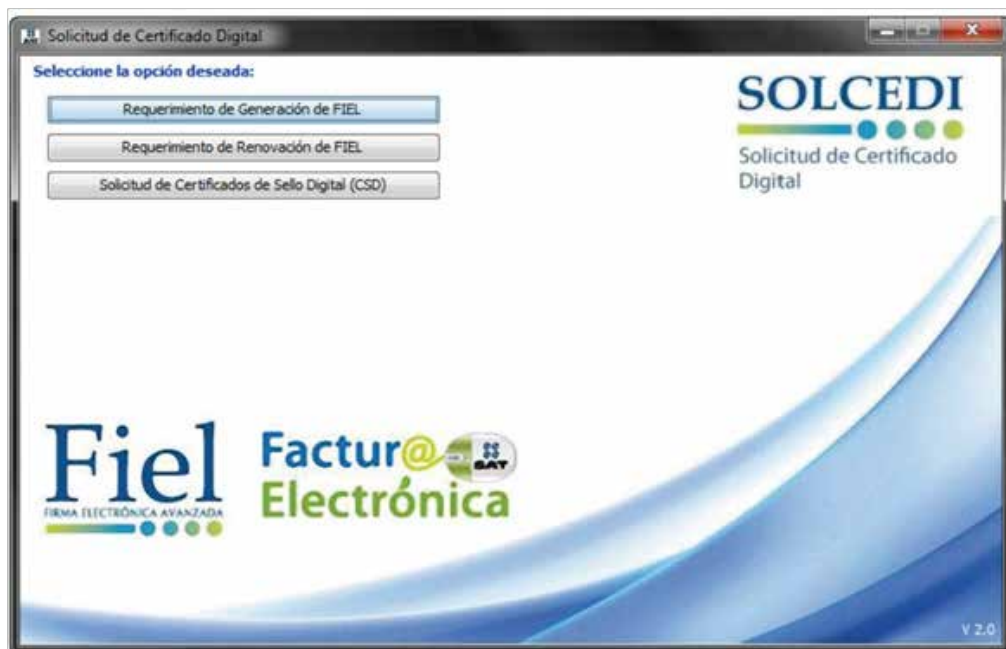 Solicitud de Certificado Digital
Seleccione la opción deseada:
Requerimiento de Generación de FIEL
Requerimiento de Renovación de FIEL
Solicitud de Certificados de Sello Digital (CSD)
SOLCEDI
Solicitud de Certificado
Digital
Fiel
FIRMA ELECTRÓNICA AVANZADA
Factur@
SAT
Electrónica
V 2.0